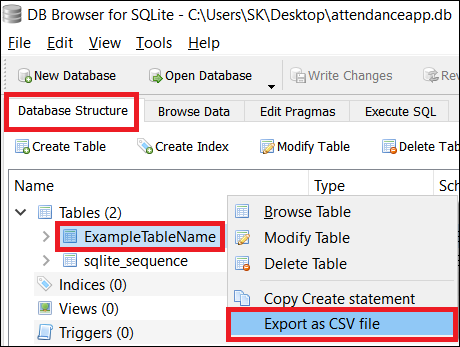 DB Browser for SQLite - C:\Users\SK\Desktop\attendanceapp.db
File Edit View Tools Help
New Database Open Database Write Changes
Database Structure Browse Data Edit Pragmas Execute SQL
Create Table Create Index Modify Table Delete Tab
Name Type Sch
Tables (2)
ExampleTableName
sqlite_sequence
Indices (0)
Views (0)
Triggers (0)
Browse Table
Modify Table
Delete Table
Copy Create statement
Export as CSV file